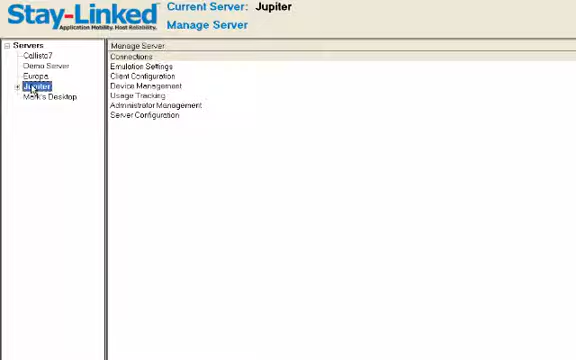 Stay-Linked
Application Mobility. Host Reliability.
Current Server: Jupiter
Manage Server
Servers
Callisto7
Demo Server
Europa
Jupiter
Mark's Desktop
Manage Server
Connections
Emulation Settings
Client Configuration
Device Management
Usage Tracking
Administrator Management
Server Configuration